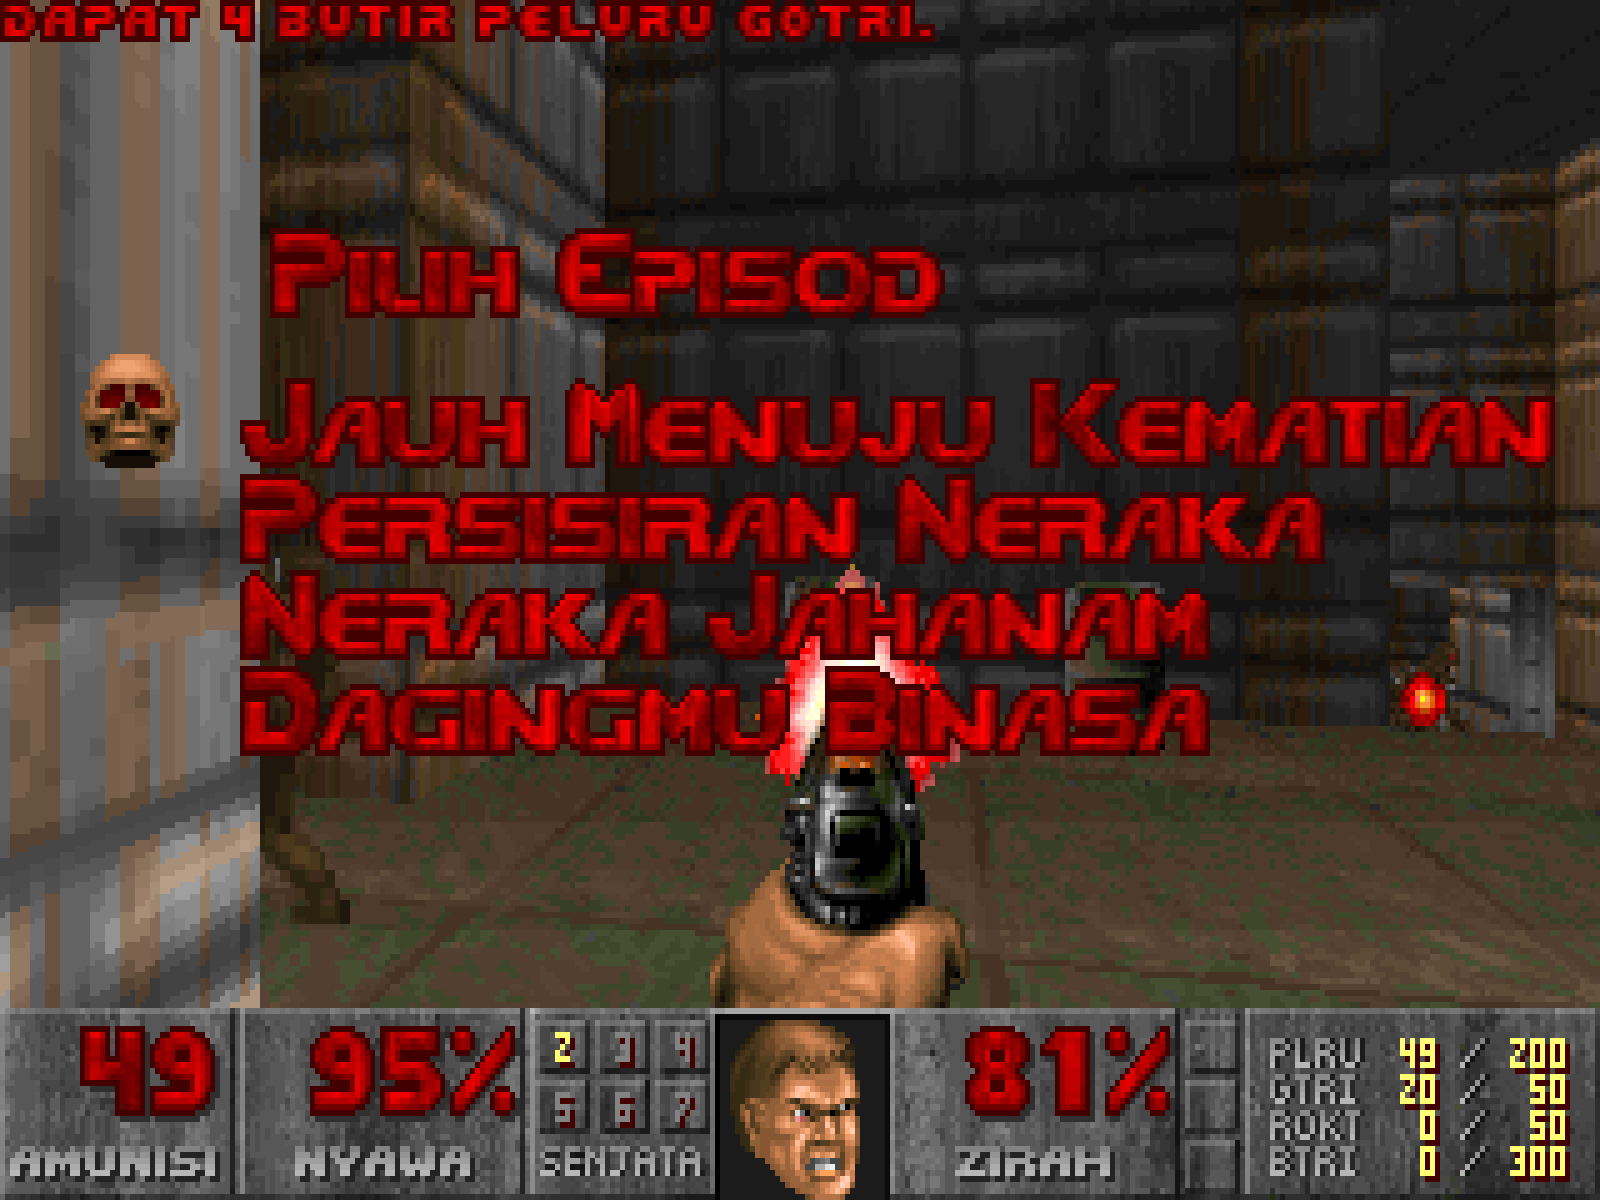 DAPAT 4 BUTIR PELURU GOTRI.
PILIH EPISOD
JAUH MENUJU KEMATIAN
PERSISIRAN NERAKA
NERAKA JAHANAM
DAGINGMU BINASA
49 95% 2 3 4 81%
5 6 7
AMUNISI NYAWA SENJATA ZIRAH
PLRU 49 / 200
GTRI 20 / 50
ROKT 0 / 50
BTRI 0 / 300